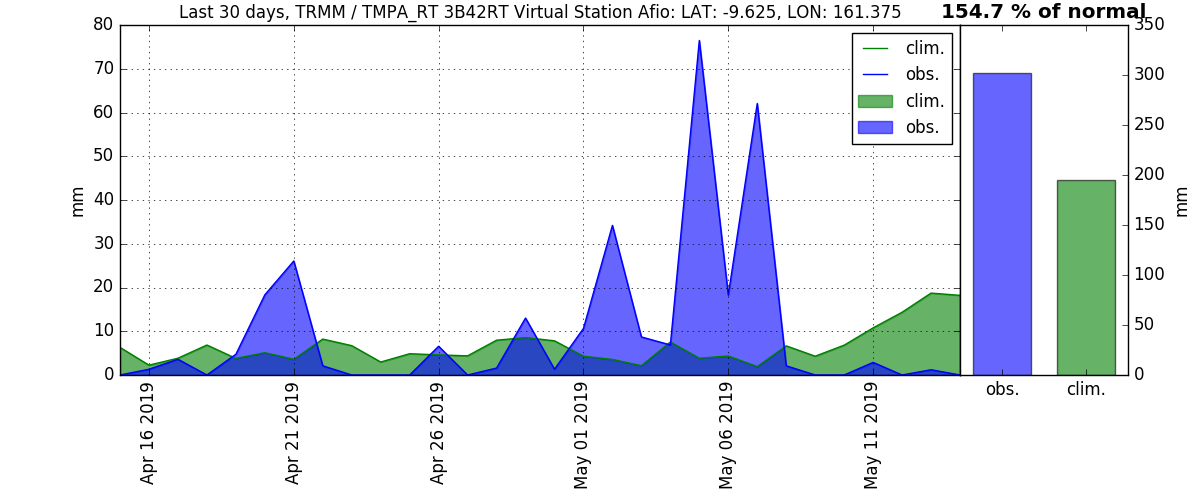 Last 30 days, TRMM / TMPA_RT 3B42RT Virtual Station Afio: LAT: -9.625, LON: 161.375
154.7 % of normal
80
70
60
50
40
30
20
10
0
mm
clim.
obs.
clim.
obs.
Apr 16 2019
Apr 21 2019
Apr 26 2019
May 01 2019
May 06 2019
May 11 2019
350
300
250
200
150
100
50
0
mm
obs.
clim.